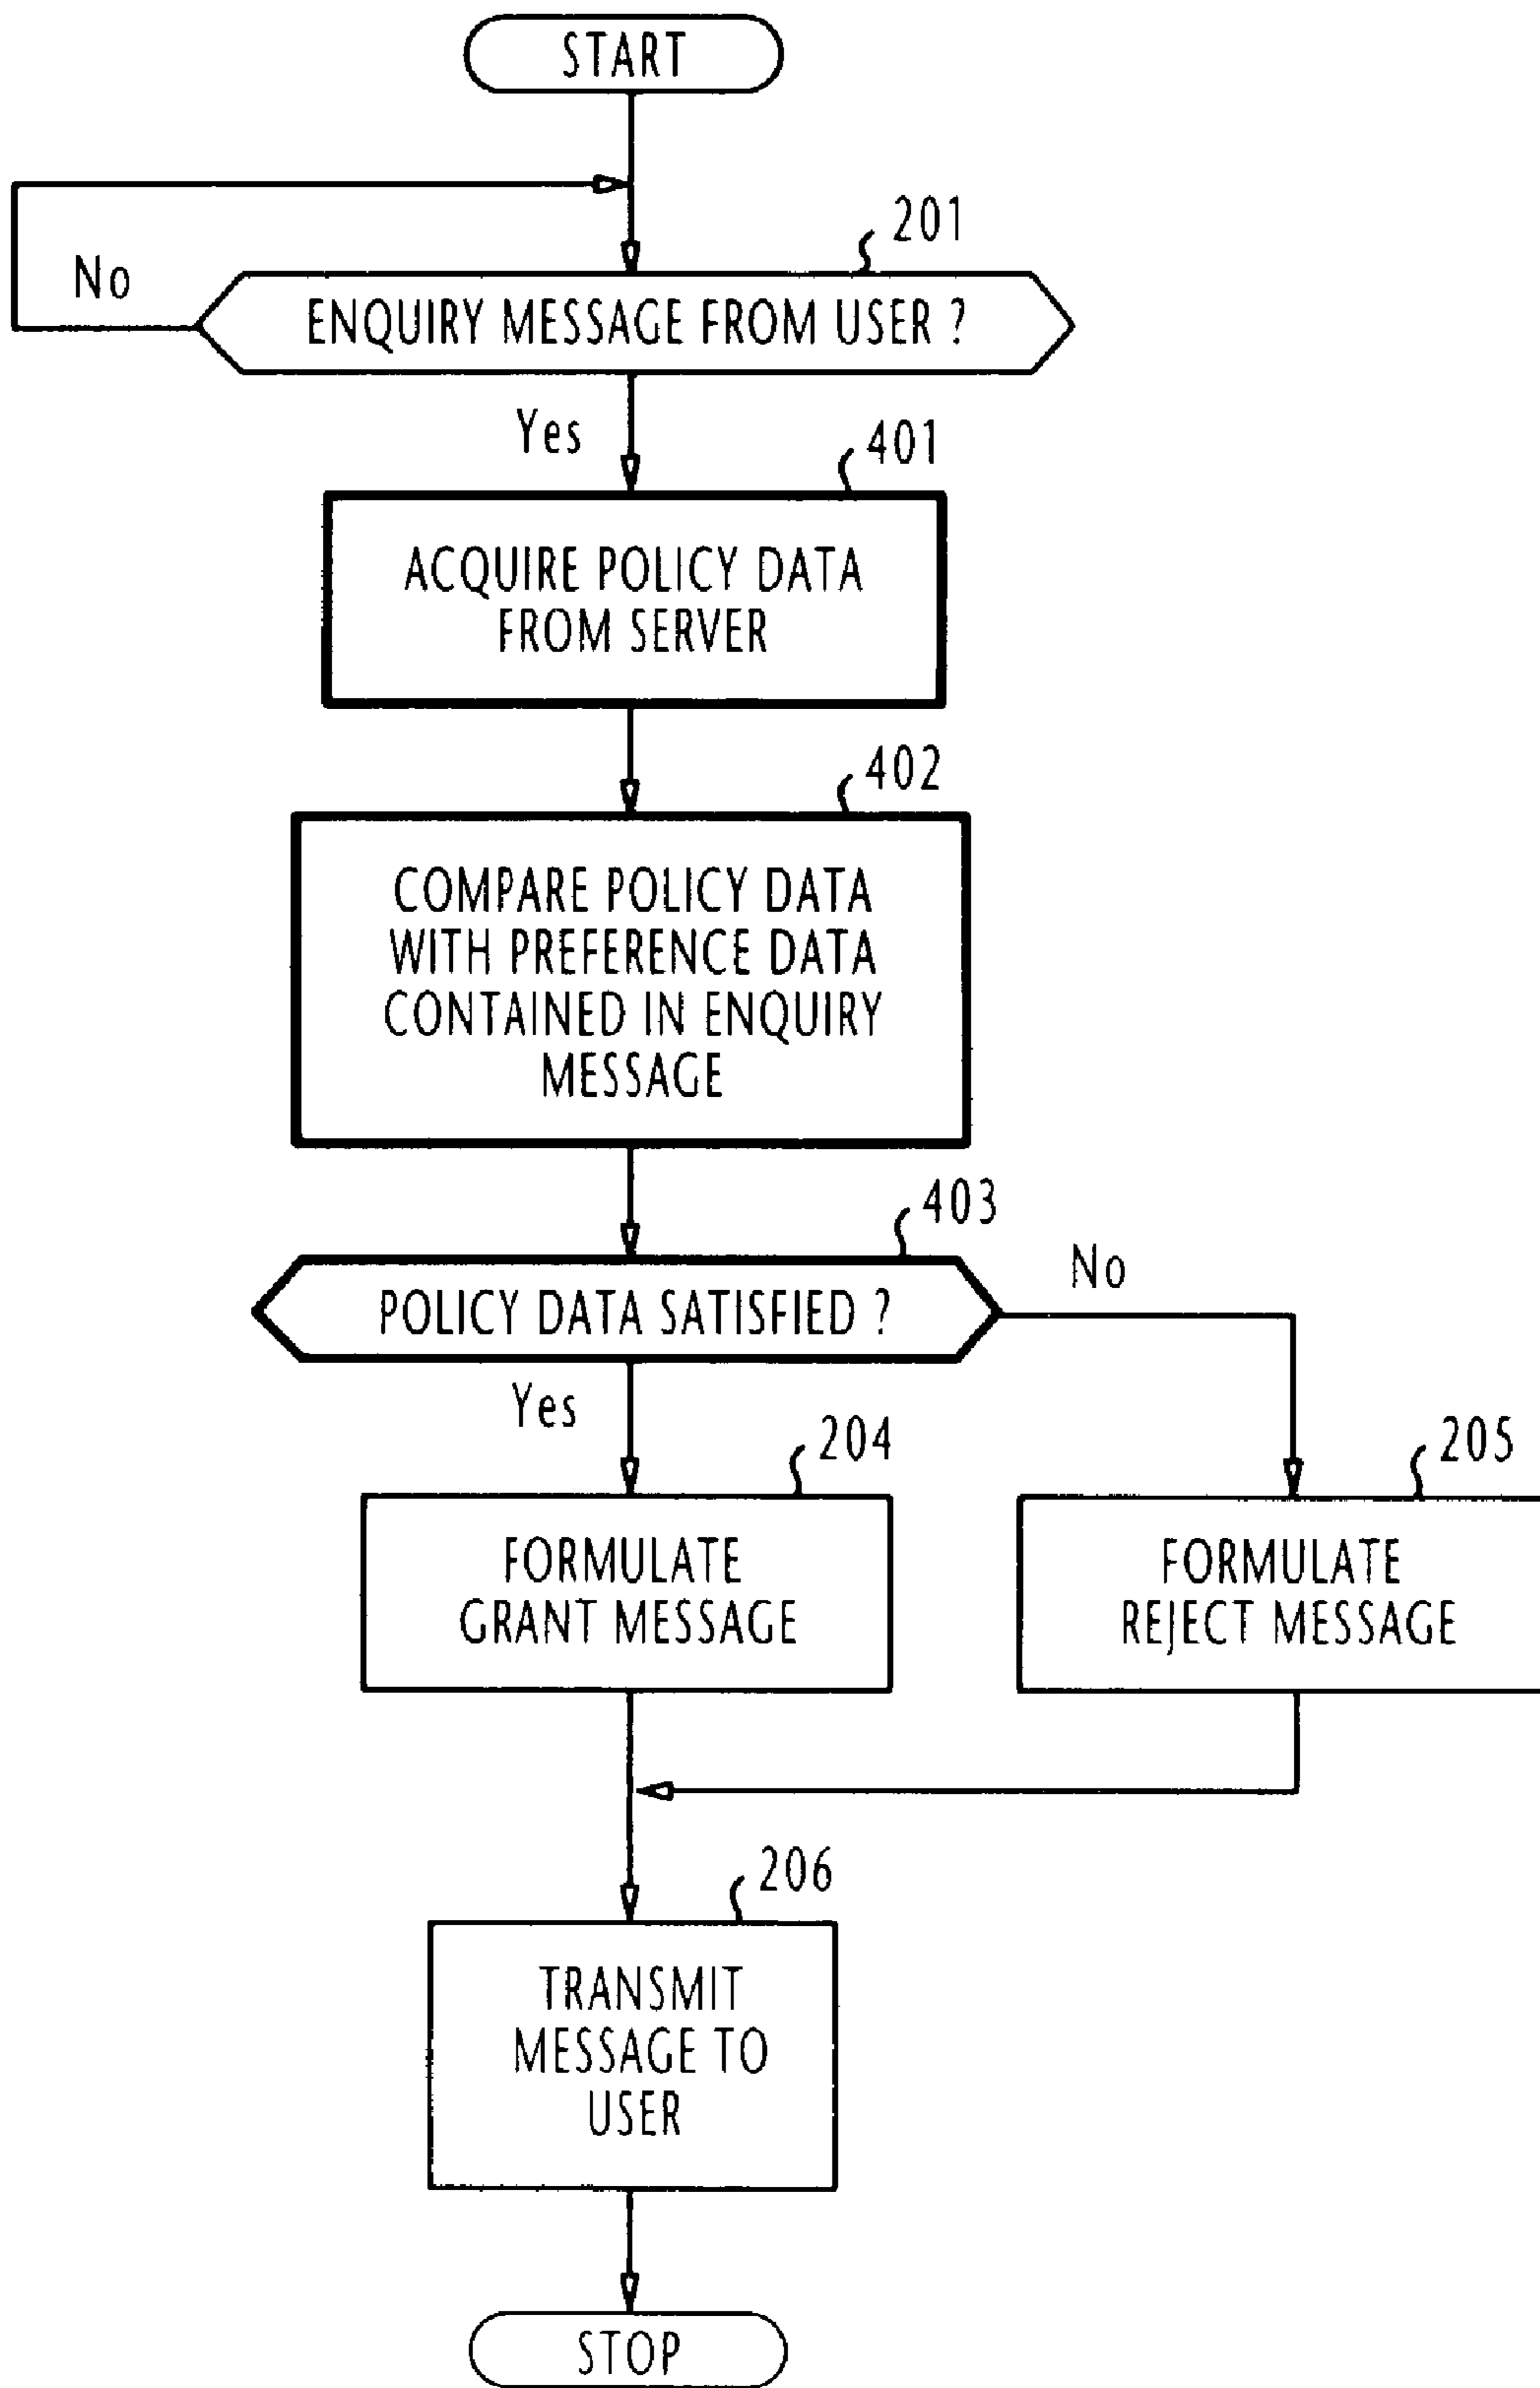 START
201
No
ENQUIRY MESSAGE FROM USER ?
Yes
401
ACQUIRE POLICY DATA
FROM SERVER
402
COMPARE POLICY DATA
WITH PREFERENCE DATA
CONTAINED IN ENQUIRY
MESSAGE
403
No
POLICY DATA SATISFIED ?
Yes
204
FORMULATE
GRANT MESSAGE
205
FORMULATE
REJECT MESSAGE
206
TRANSMIT
MESSAGE TO
USER
STOP